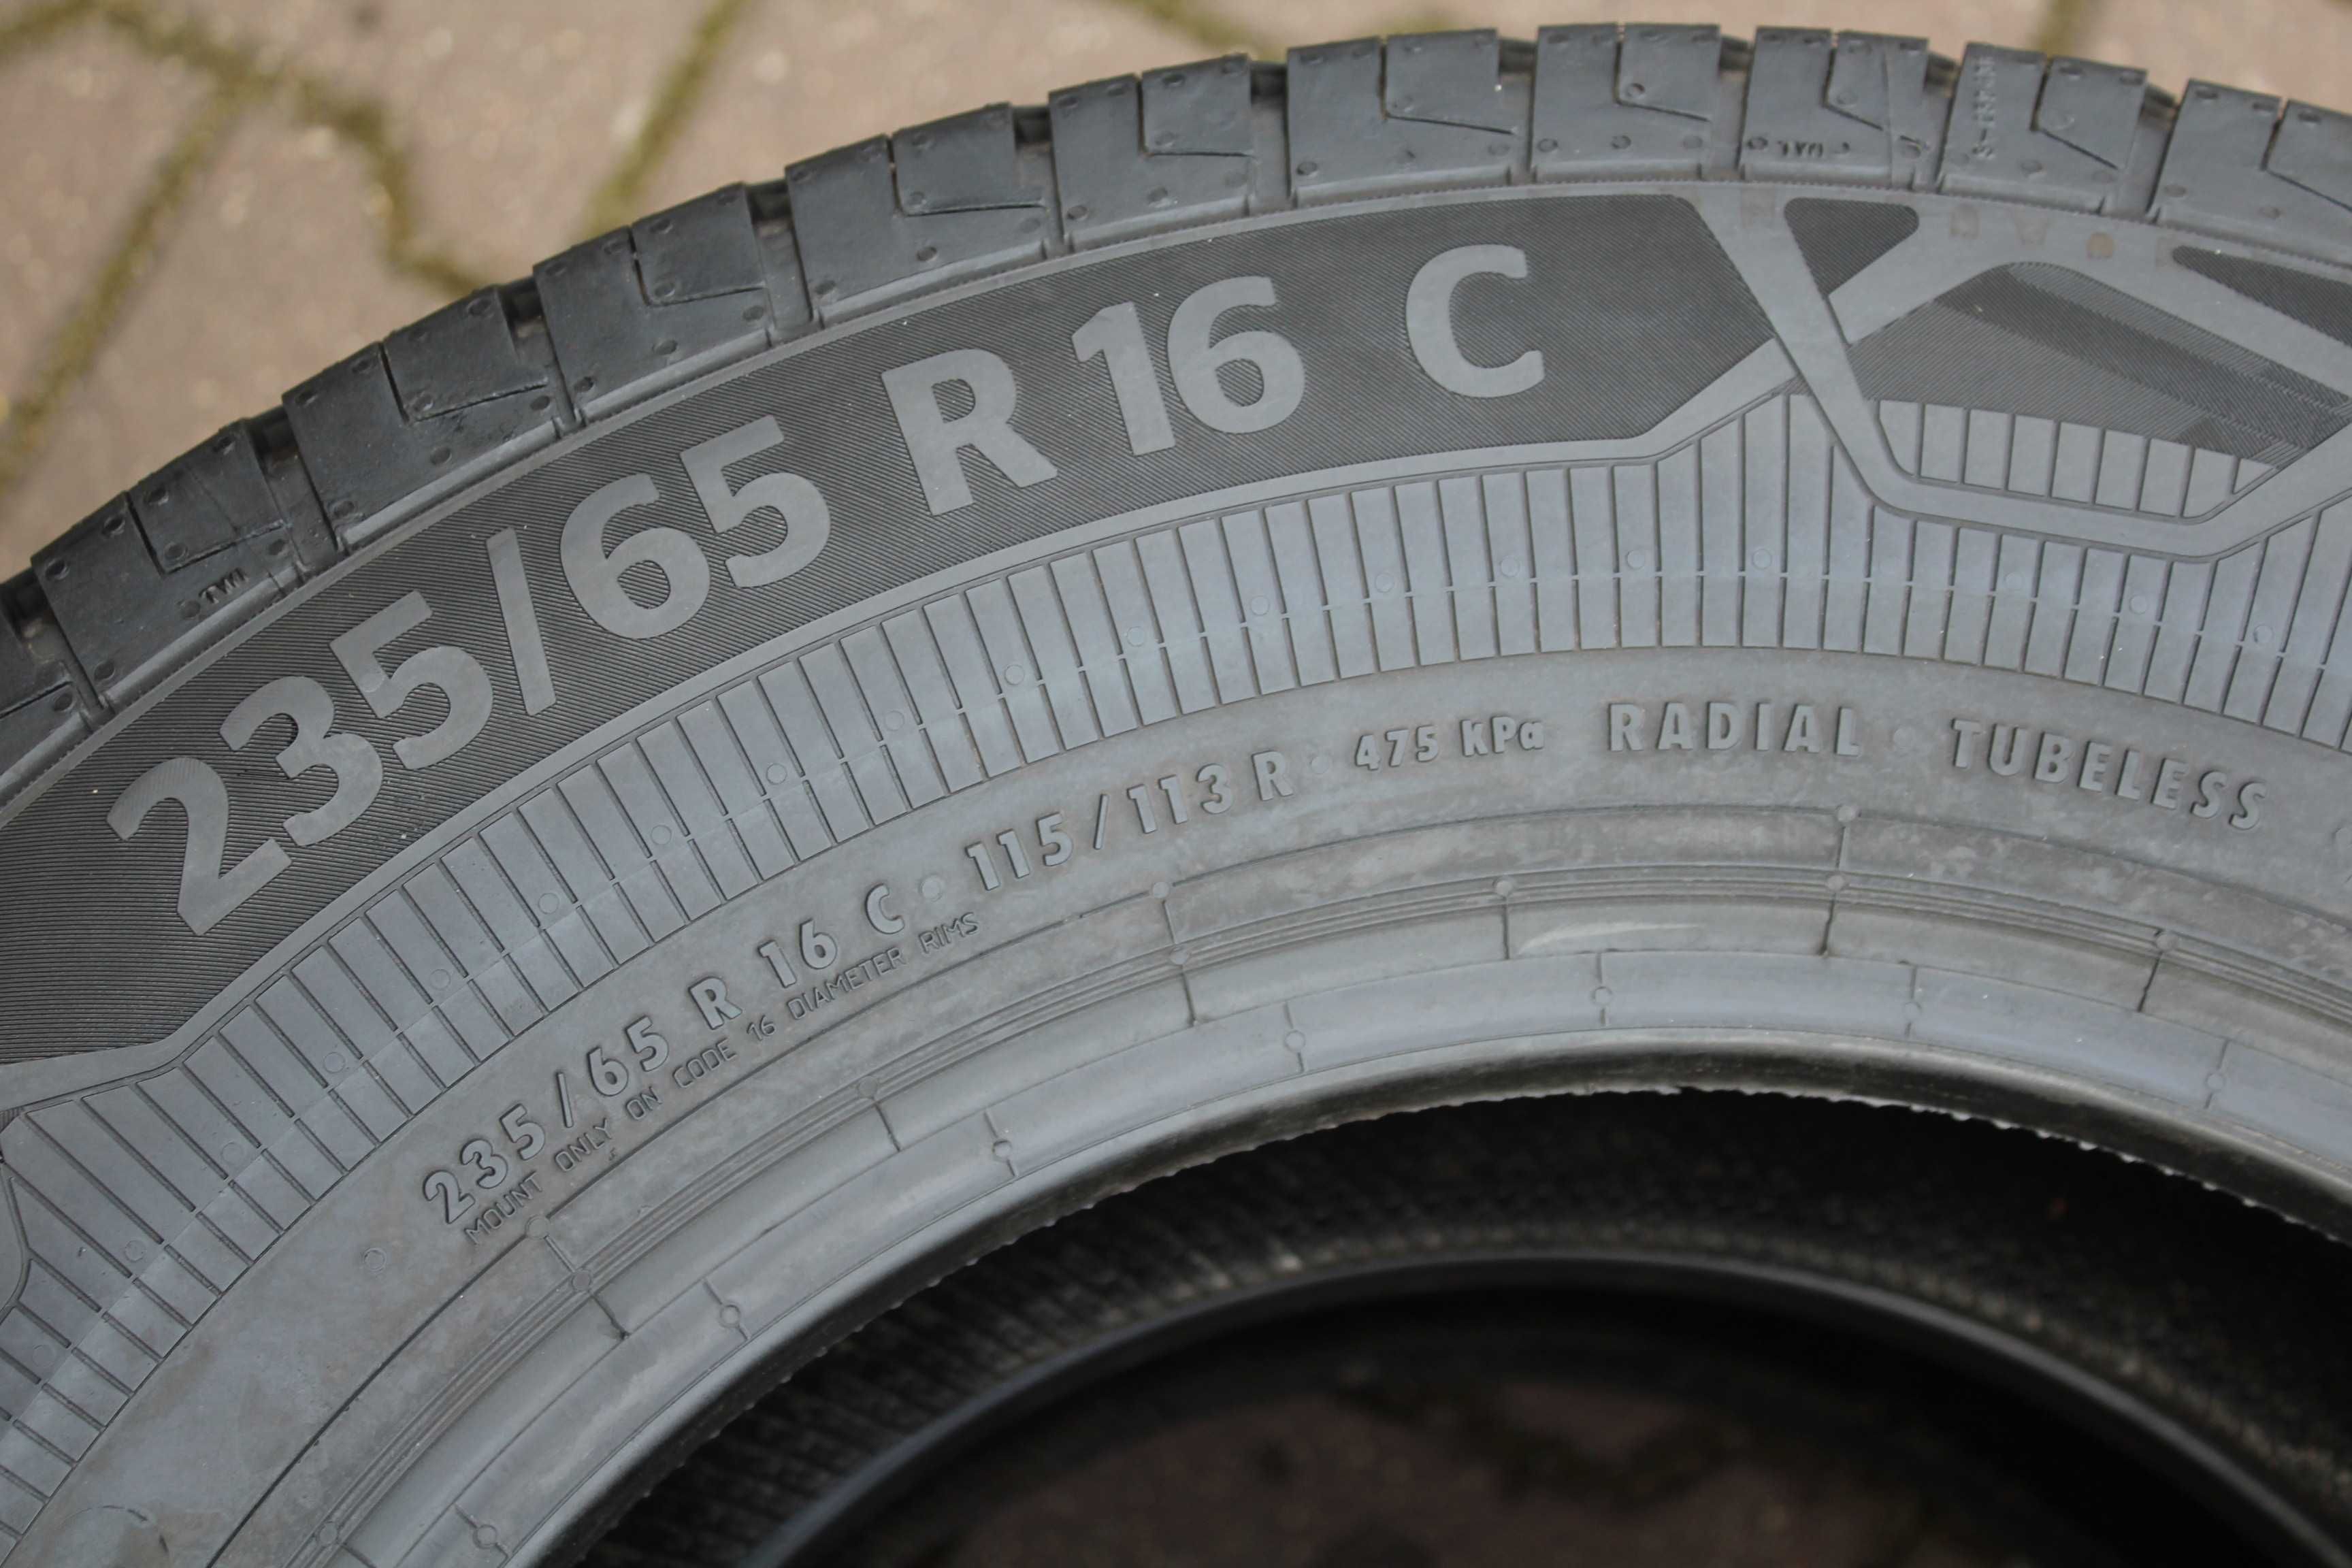 TWI
235/65 R 16 C
235/65 R 16 C · 115/113 R · 475 kPa RADIAL · TUBELESS
MOUNT ONLY ON CODE 16 DIAMETER RIMS